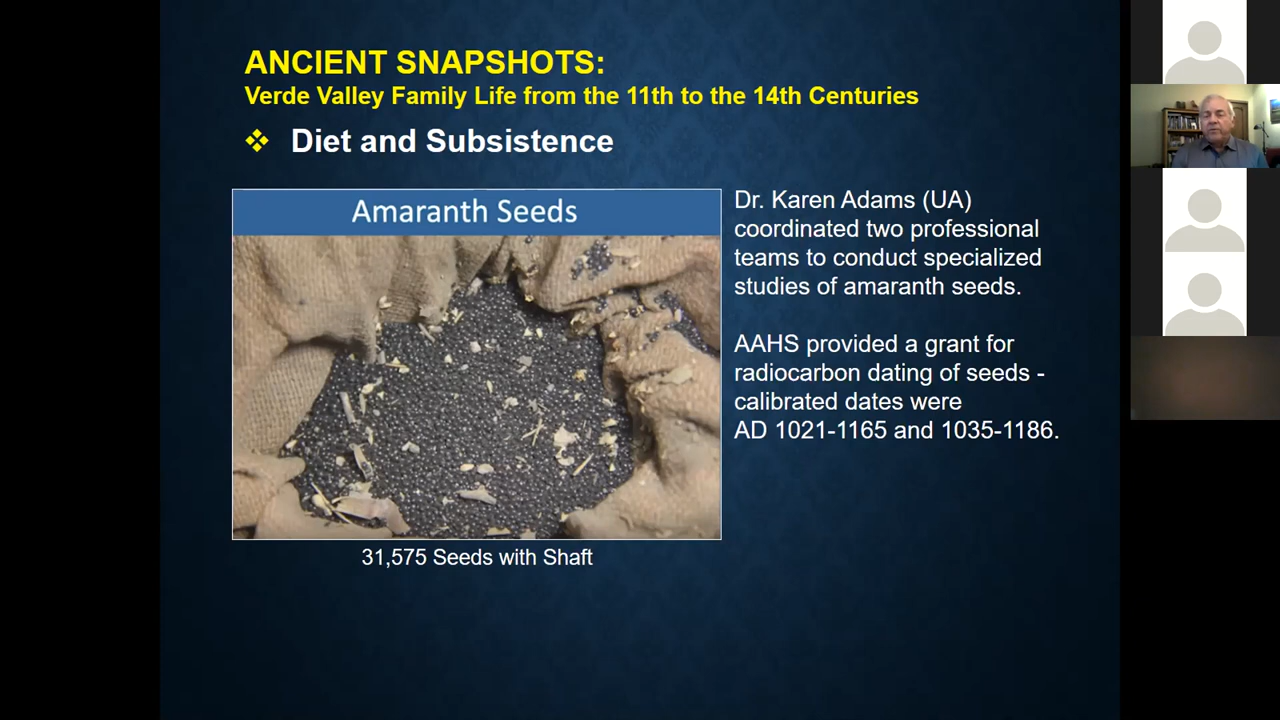 ANCIENT SNAPSHOTS:
Verde Valley Family Life from the 11th to the 14th Centuries
Diet and Subsistence
Amaranth Seeds
31,575 Seeds with Shaft
Dr. Karen Adams (UA)
coordinated two professional
teams to conduct specialized
studies of amaranth seeds.
AAHS provided a grant for
radiocarbon dating of seeds -
calibrated dates were
AD 1021-1165 and 1035-1186.